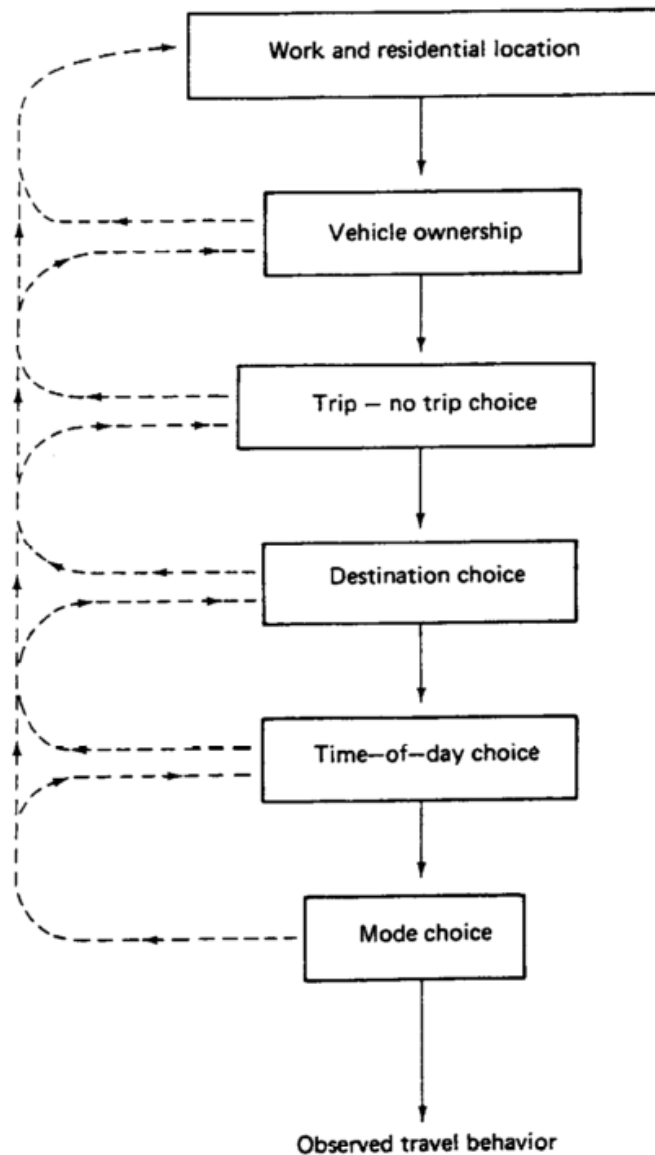 Work and residential location
Vehicle ownership
Trip – no trip choice
Destination choice
Time–of–day choice
Mode choice
Observed travel behavior